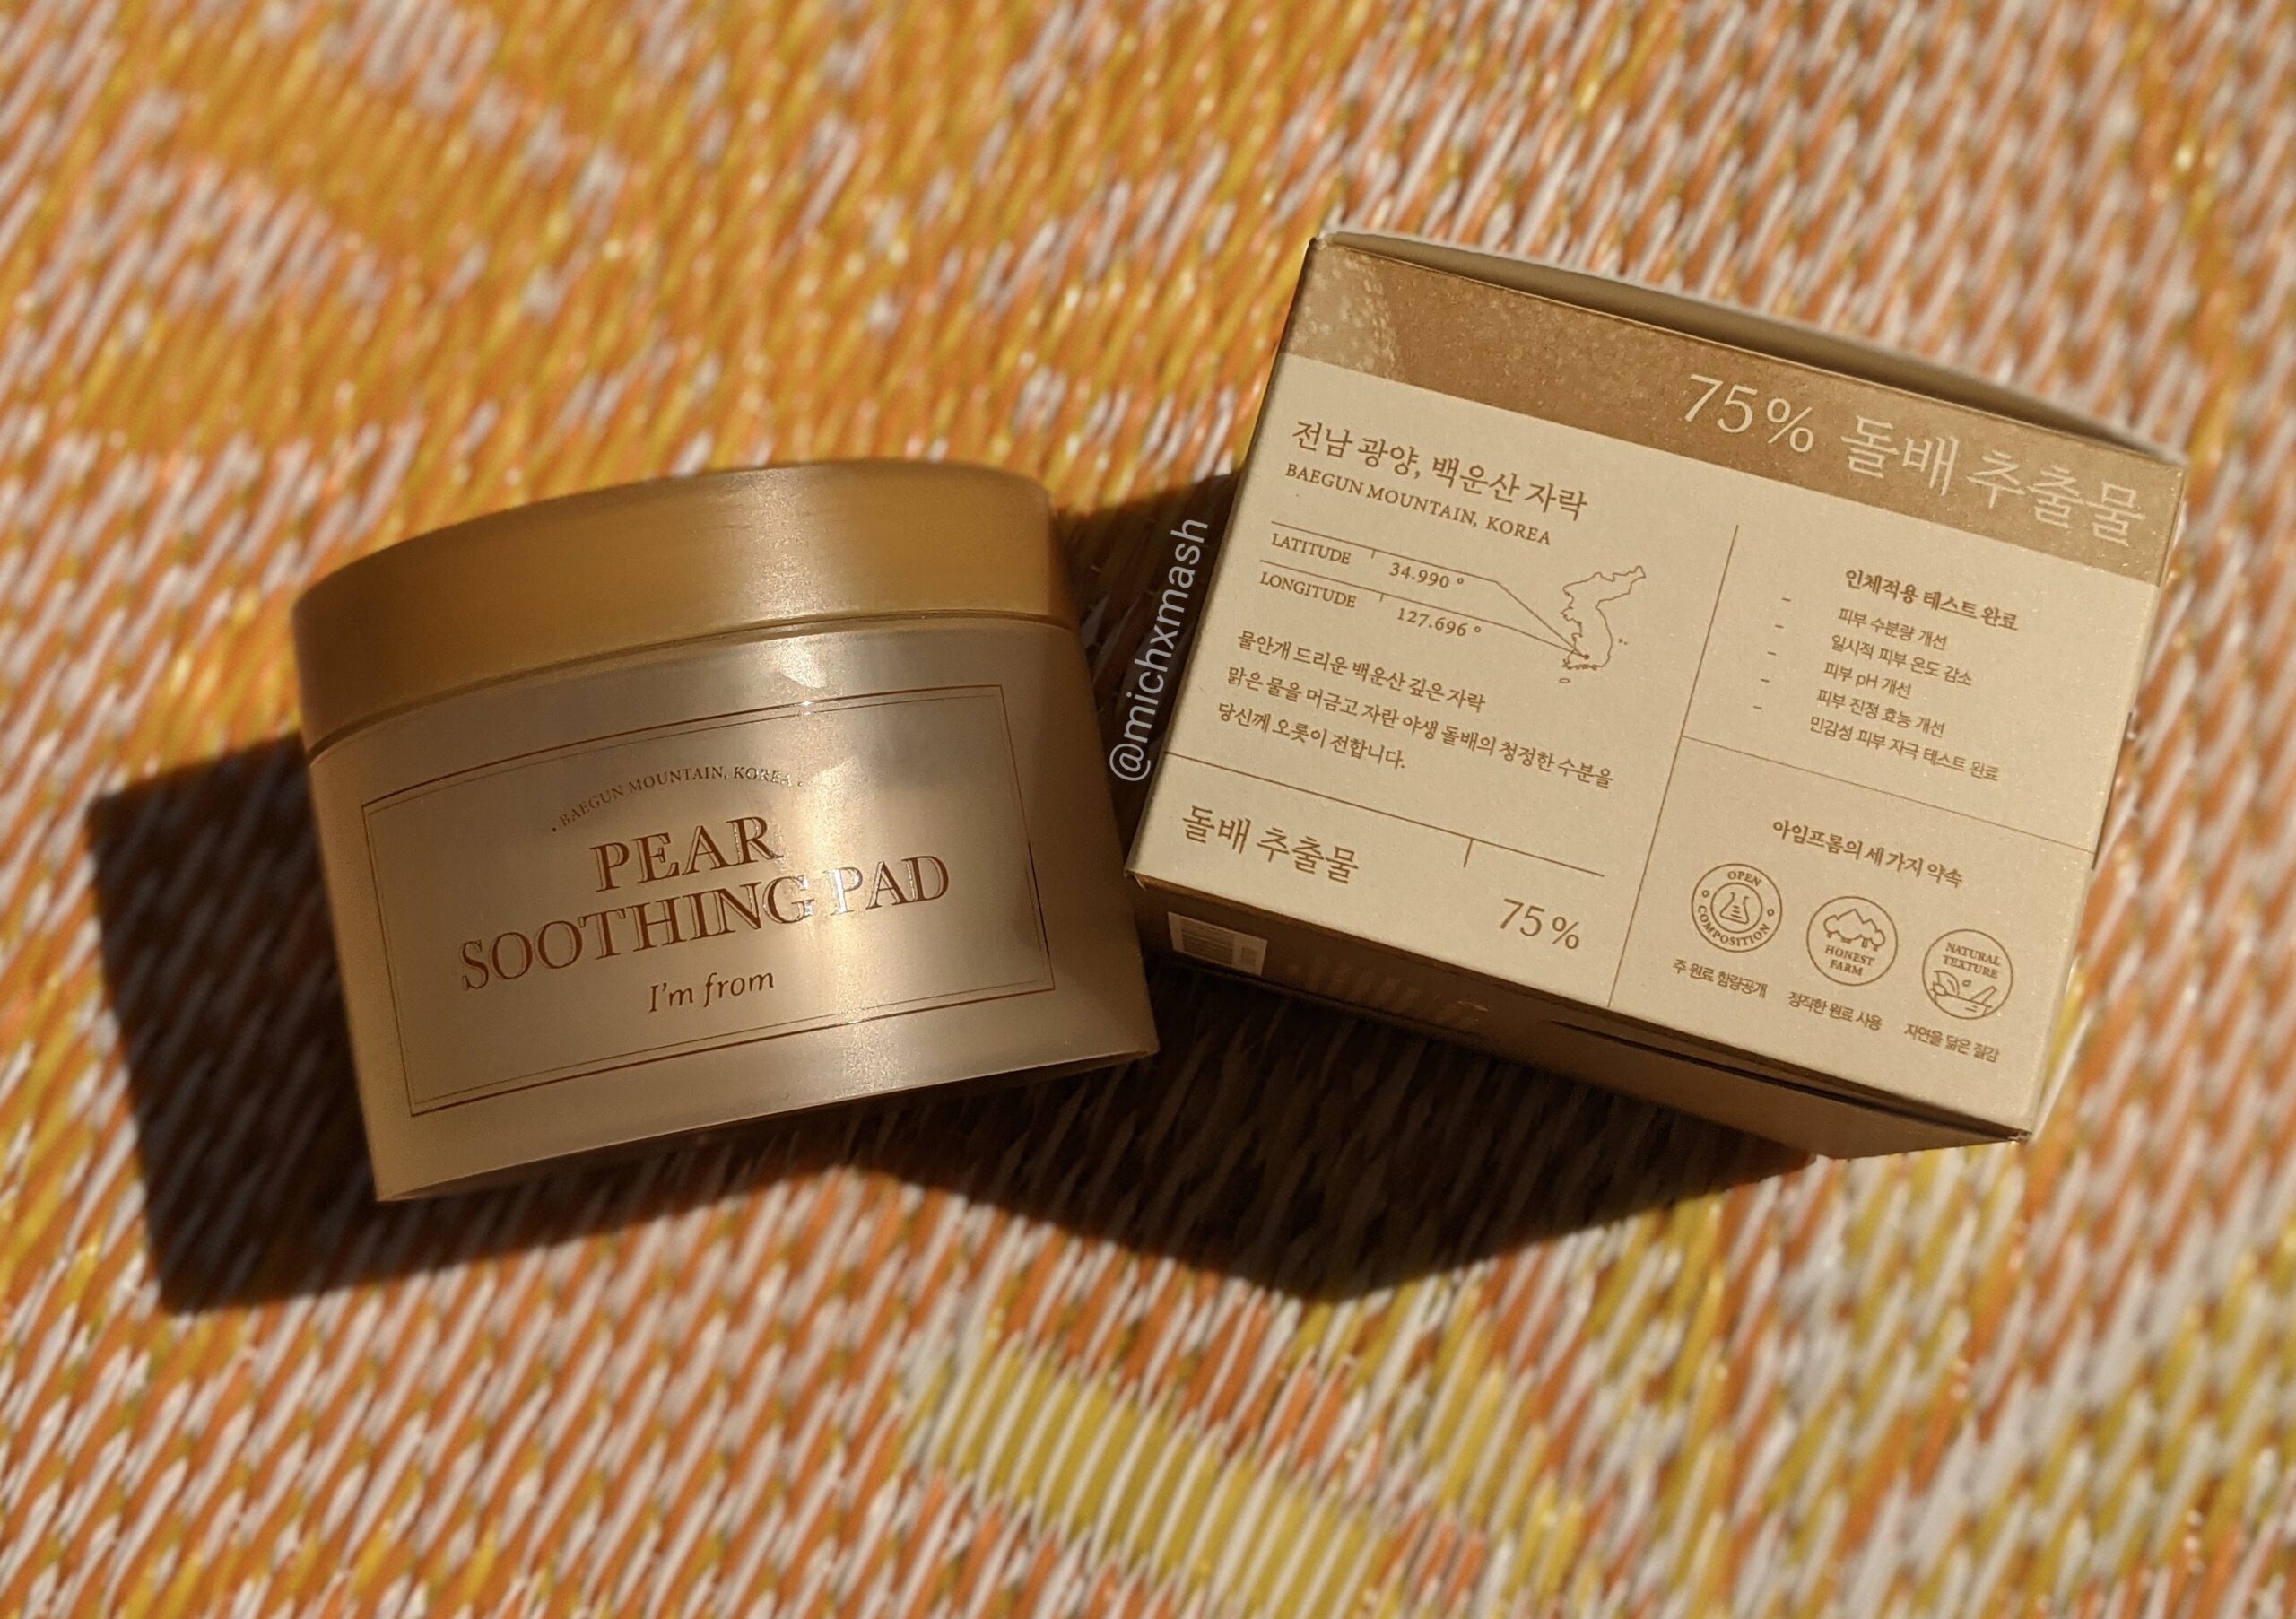 BAEGUN MOUNTAIN, KOREA
PEAR
SOOTHING PAD
I'm from
@michxmash
75% 돌배 추출물
전남 광양, 백운산 자락
BAEGUN MOUNTAIN, KOREA
LATITUDE 34.990 °
LONGITUDE 127.696 °
물안개 드리운 백운산 깊은 자락
맑은 물을 머금고 자란 야생 돌배의 청정한 수분을
당신께 오롯이 전합니다.
돌배 추출물
75%
인체적용 테스트 완료
- 피부 수분량 개선
- 일시적 피부 온도 감소
피부 pH 개선
- 피부 진정 효능 개선
- 민감성 피부 자극 테스트 완료
아임프롬의 세 가지 약속
OPEN
COMPOSITION
주 원료 함량공개
HONEST
FARM
정직한 원료 사용
NATURAL
TEXTURE
자연을 닮은 질감